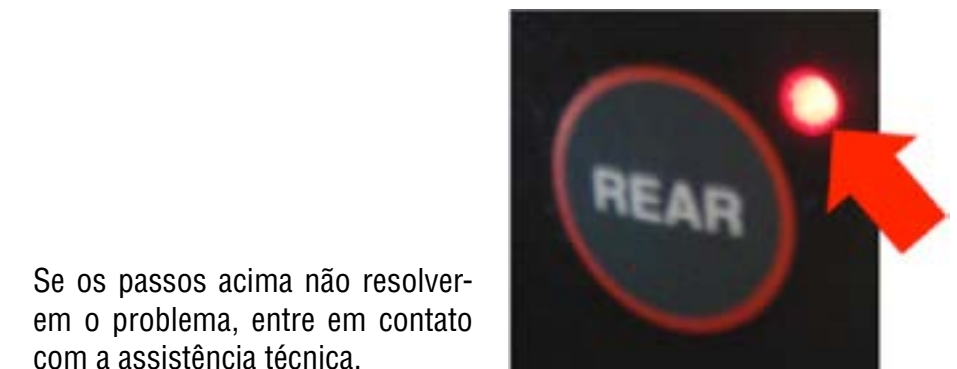 REAR
Se os passos acima não resolver-
em o problema, entre em contato
com a assistência técnica.